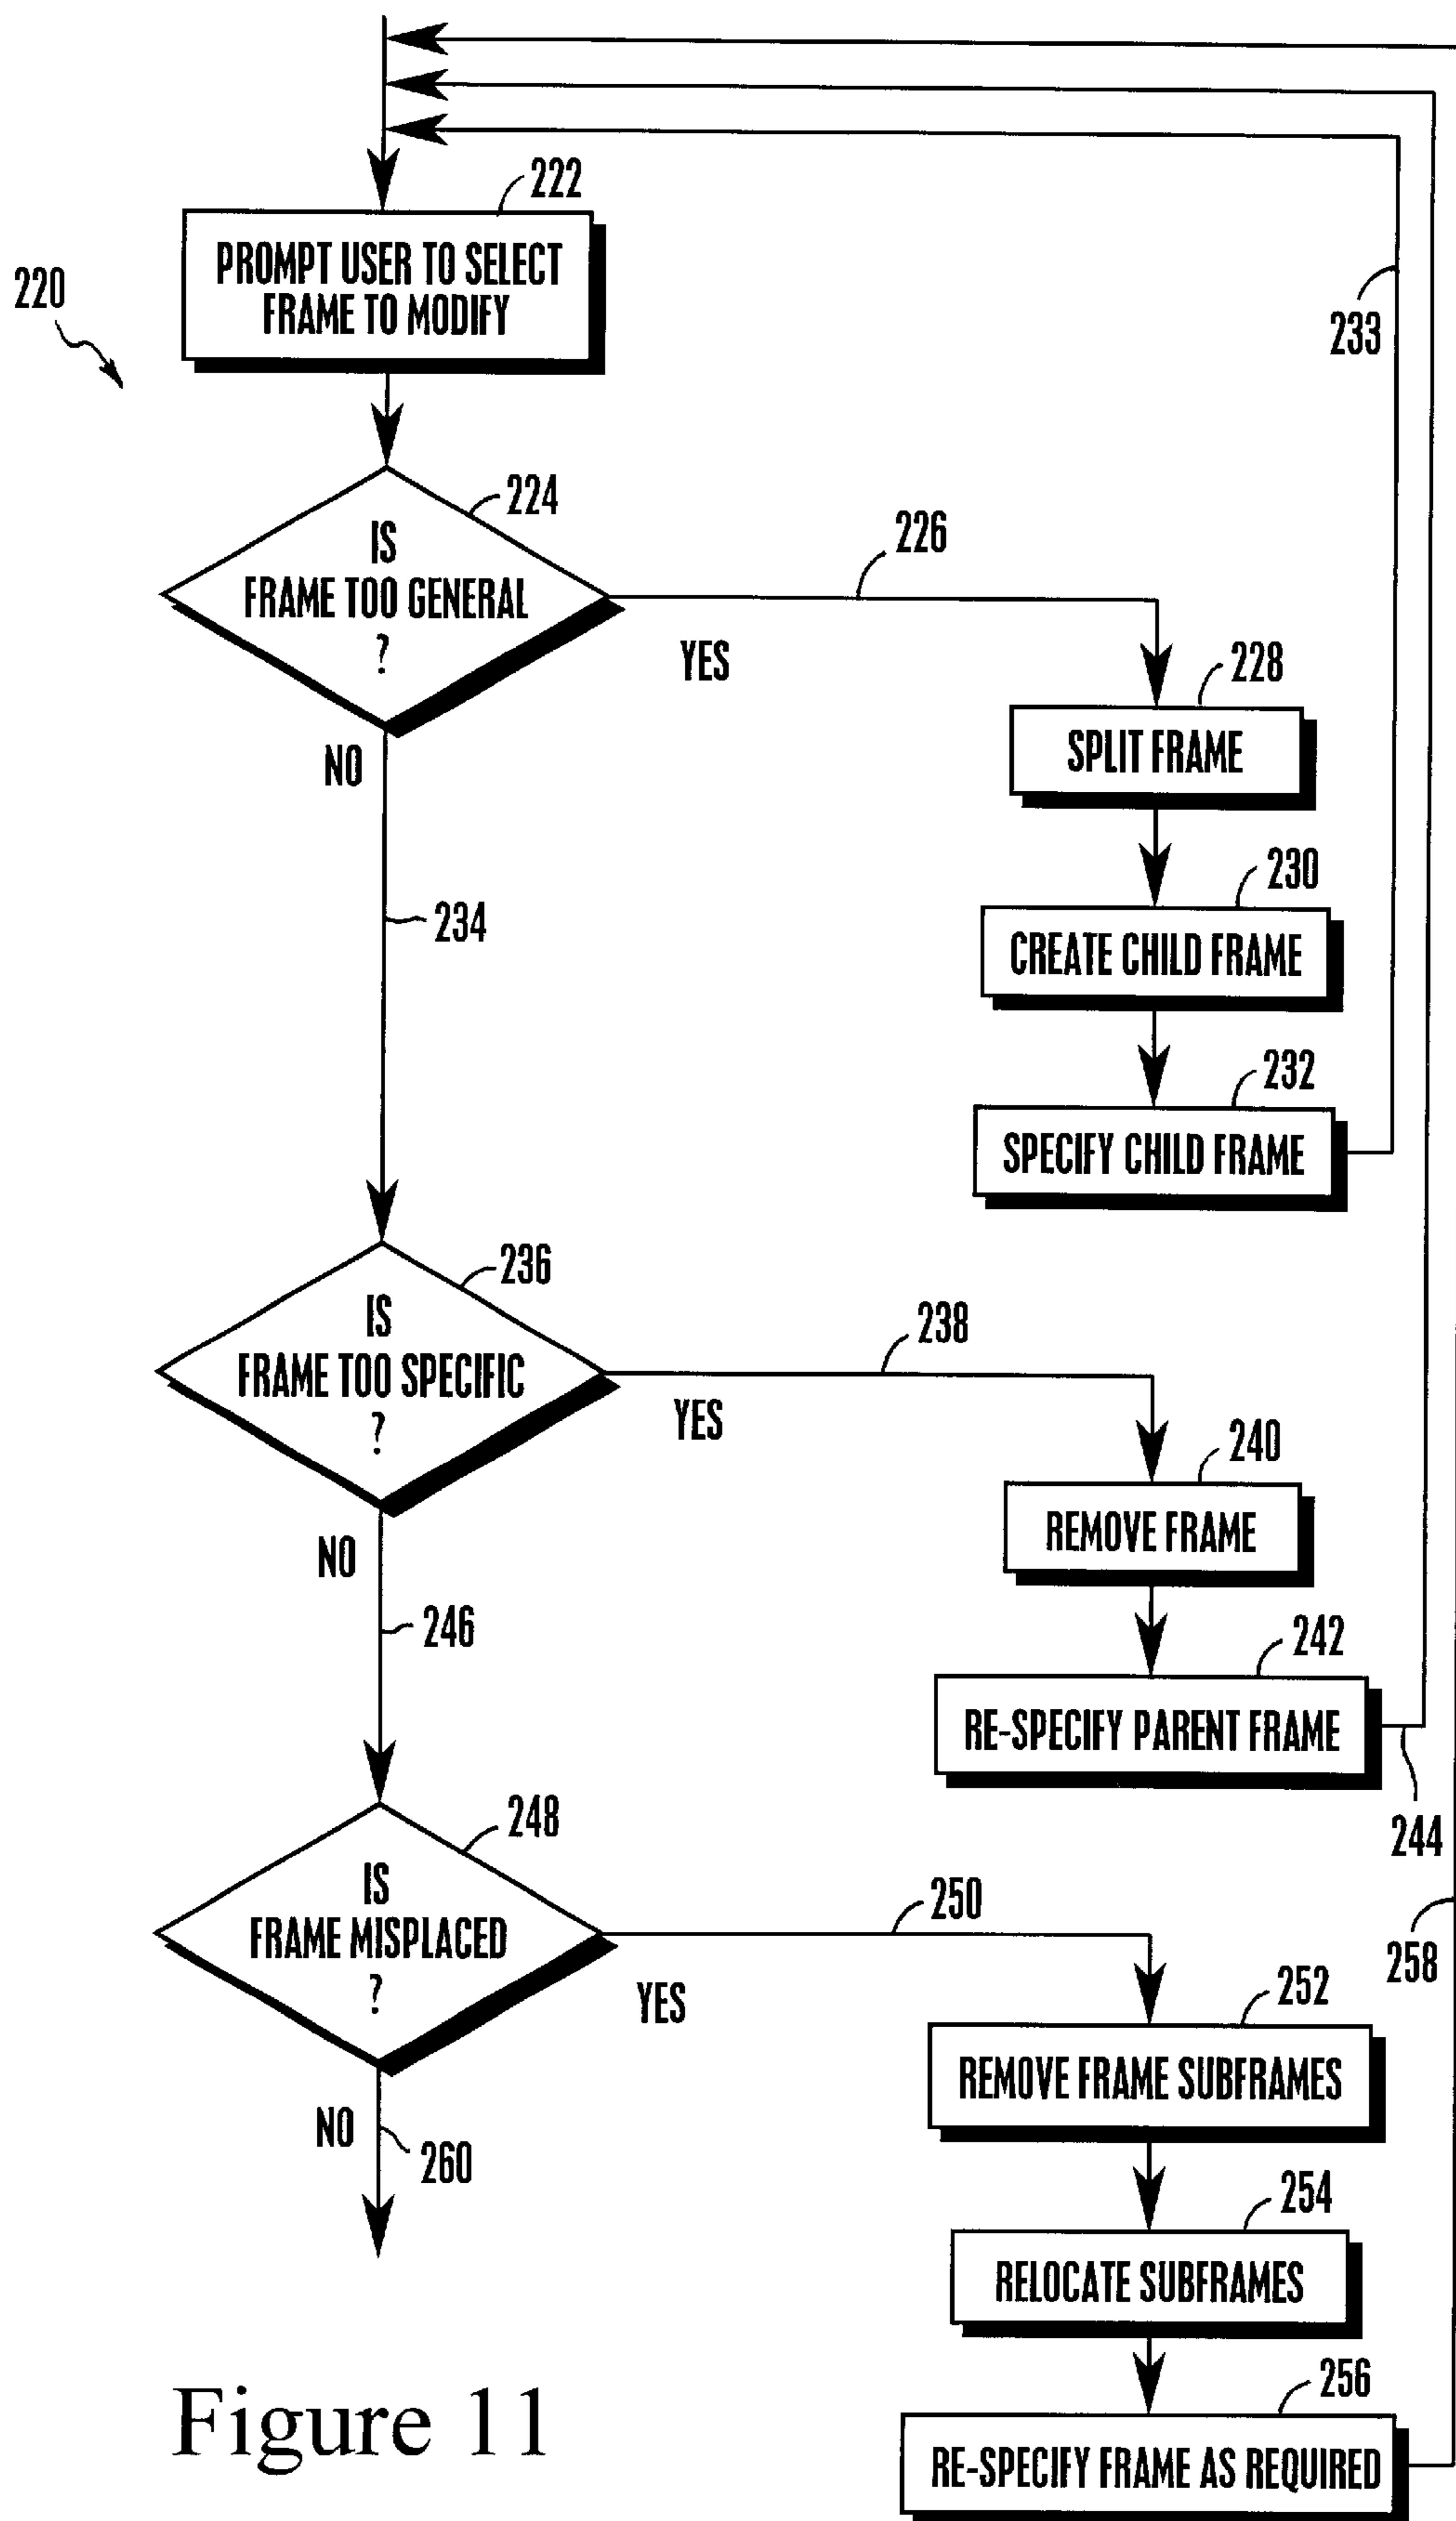 222
PROMPT USER TO SELECT
FRAME TO MODIFY
220
233
224
IS
FRAME TOO GENERAL
?
226
YES
NO
228
SPLIT FRAME
230
CREATE CHILD FRAME
234
232
SPECIFY CHILD FRAME
236
IS
FRAME TOO SPECIFIC
?
238
YES
NO
240
REMOVE FRAME
246
242
RE-SPECIFY PARENT FRAME
244
248
IS
FRAME MISPLACED
?
250
YES
258
252
REMOVE FRAME SUBFRAMES
NO
260
254
RELOCATE SUBFRAMES
256
RE-SPECIFY FRAME AS REQUIRED
Figure 11